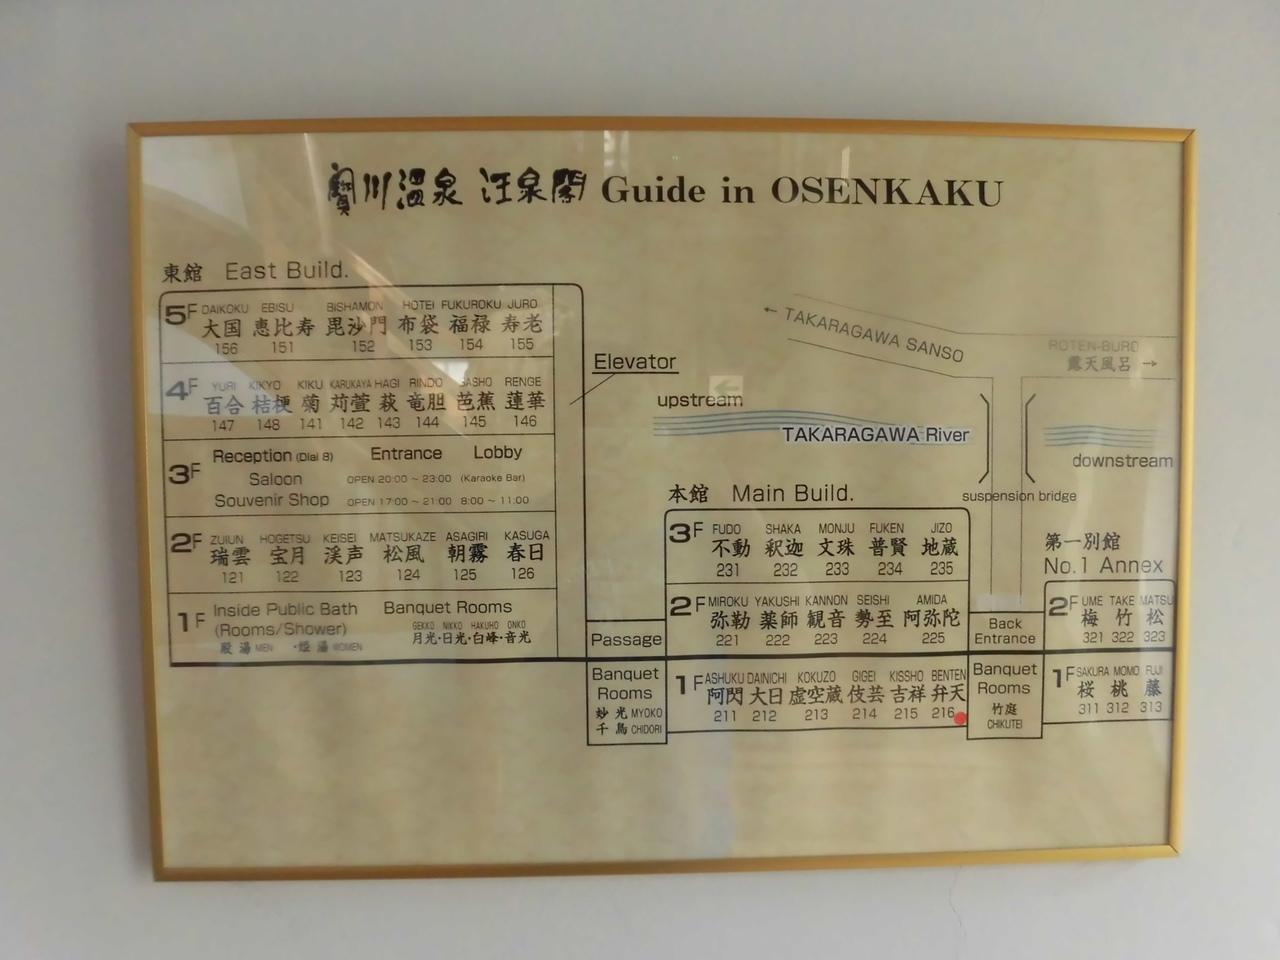 寶川温泉 汪泉閣 Guide in OSENKAKU
東館 East Build.
5F DAIKOKU EBISU BISHAMON HOTEI FUKUROKU JURO
大国 恵比寿 毘沙門 布袋 福禄 寿老
156 151 152 153 154 155
4F YURI KIKYO KIKU KARUKAYA HAGI RINDO BASHO RENGE
百合 桔梗 菊 苅萱 萩 竜胆 芭蕉 蓮華
147 148 141 142 143 144 145 146
3F Reception (Dial 8) Entrance Lobby
Saloon OPEN 20:00 ~ 23:00 (Karaoke Bar)
Souvenir Shop OPEN 17:00 ~ 21:00 8:00 ~ 11:00
2F ZUIUN HOGETSU KEISEI MATSUKAZE ASAGIRI KASUGA
瑞雲 宝月 渓声 松風 朝霧 春日
121 122 123 124 125 126
1F Inside Public Bath Banquet Rooms
(Rooms/Shower) GEKKO NIKKO HAKUHO ONKO
月光・日光・白峰・音光
殿湯 MEN ・姫湯 WOMEN
Elevator
← TAKARAGAWA SANSO
ROTEN-BURO
露天風呂 →
upstream
TAKARAGAWA River
downstream
suspension bridge
本館 Main Build.
3F FUDO SHAKA MONJU FUKEN JIZO
不動 釈迦 文珠 普賢 地蔵
231 232 233 234 235
2F MIROKU YAKUSHI KANNON SEISHI AMIDA
弥勒 薬師 観音 勢至 阿弥陀
221 222 223 224 225
1F ASHUKU DAINICHI KOKUZO GIGEI KISSHO BENTEN
阿閦 大日 虚空蔵 伎芸 吉祥 弁天
211 212 213 214 215 216
Passage
Banquet
Rooms
妙光 MYOKO
千鳥 CHIDORI
Back
Entrance
Banquet
Rooms
竹庭
CHIKUTEI
第一別館
No.1 Annex
2F UME TAKE MATSU
梅 竹 松
321 322 323
1F SAKURA MOMO FUJI
桜 桃 藤
311 312 313